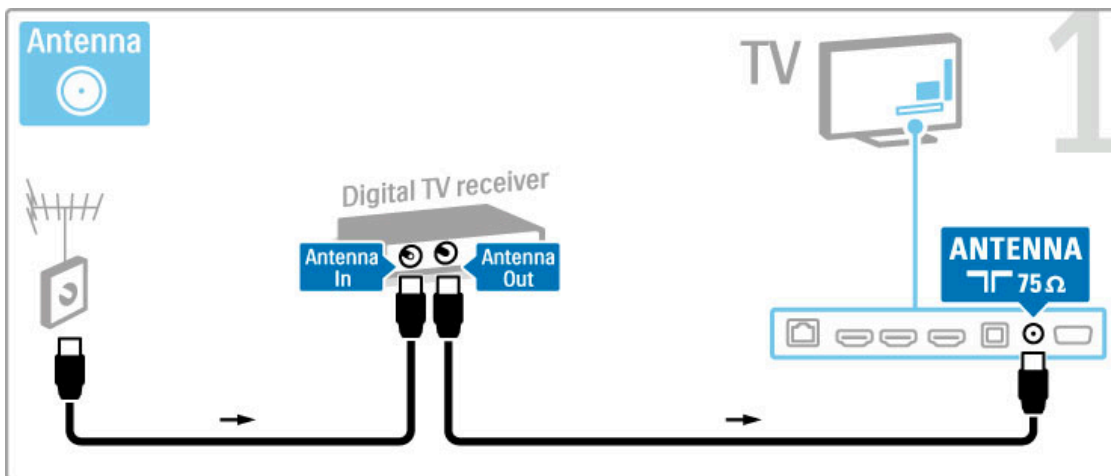 Antenna
TV
1
Digital TV receiver
Antenna
In
Antenna
Out
ANTENNA
75 Ω